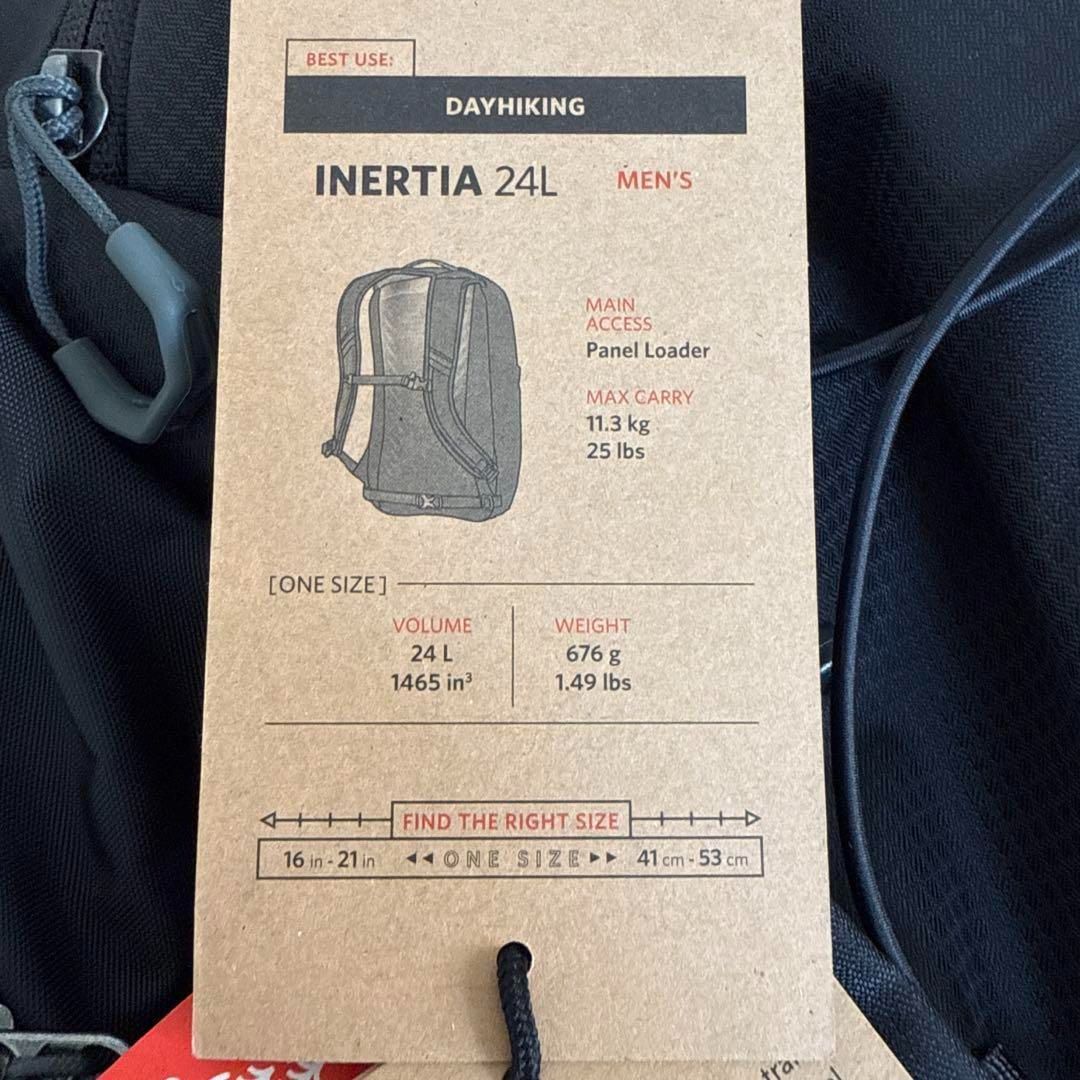 BEST USE:
DAYHIKING
INERTIA 24L
MEN'S
MAIN
ACCESS
Panel Loader
MAX CARRY
11.3 kg
25 lbs
[ONE SIZE]
VOLUME
24 L
1465 in³
WEIGHT
676 g
1.49 lbs
FIND THE RIGHT SIZE
16 in - 21 in ◄◄ ONE SIZE ►► 41 cm - 53 cm